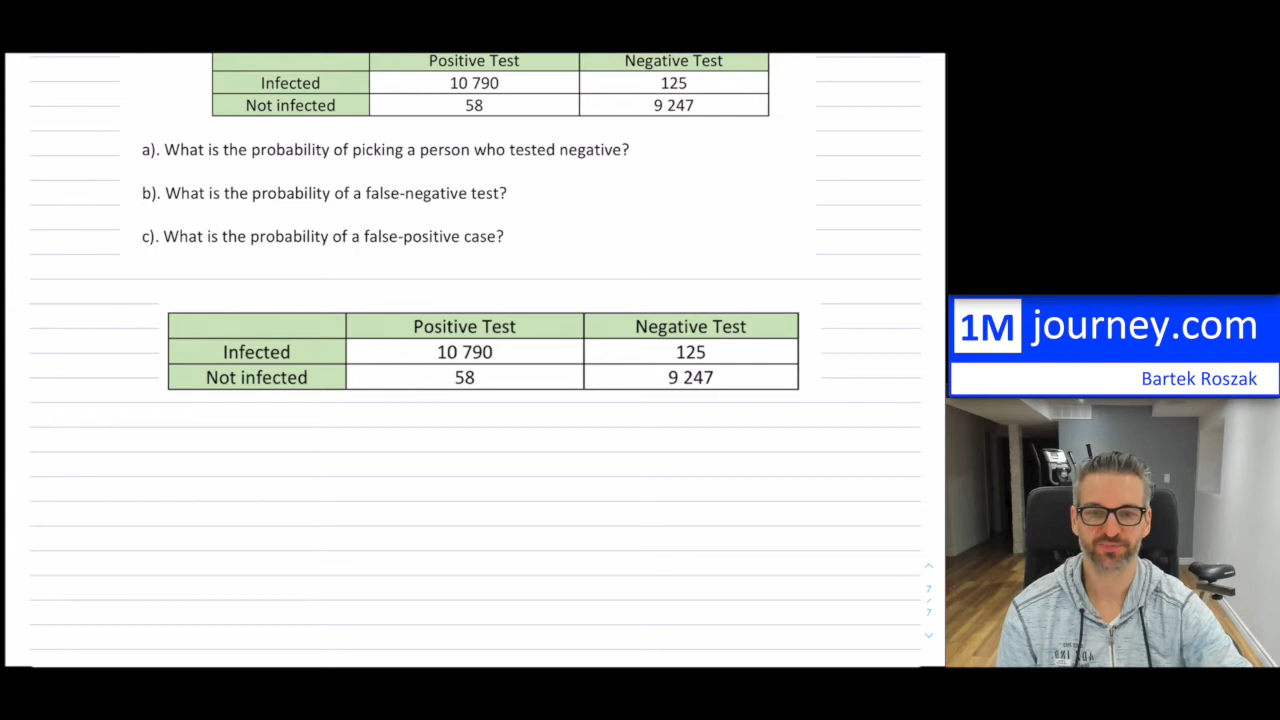 Positive Test Negative Test
Infected 10 790 125
Not infected 58 9 247
a). What is the probability of picking a person who tested negative?
b). What is the probability of a false-negative test?
c). What is the probability of a false-positive case?
Positive Test Negative Test
Infected 10 790 125
Not infected 58 9 247
1M journey.com
Bartek Roszak
7
7